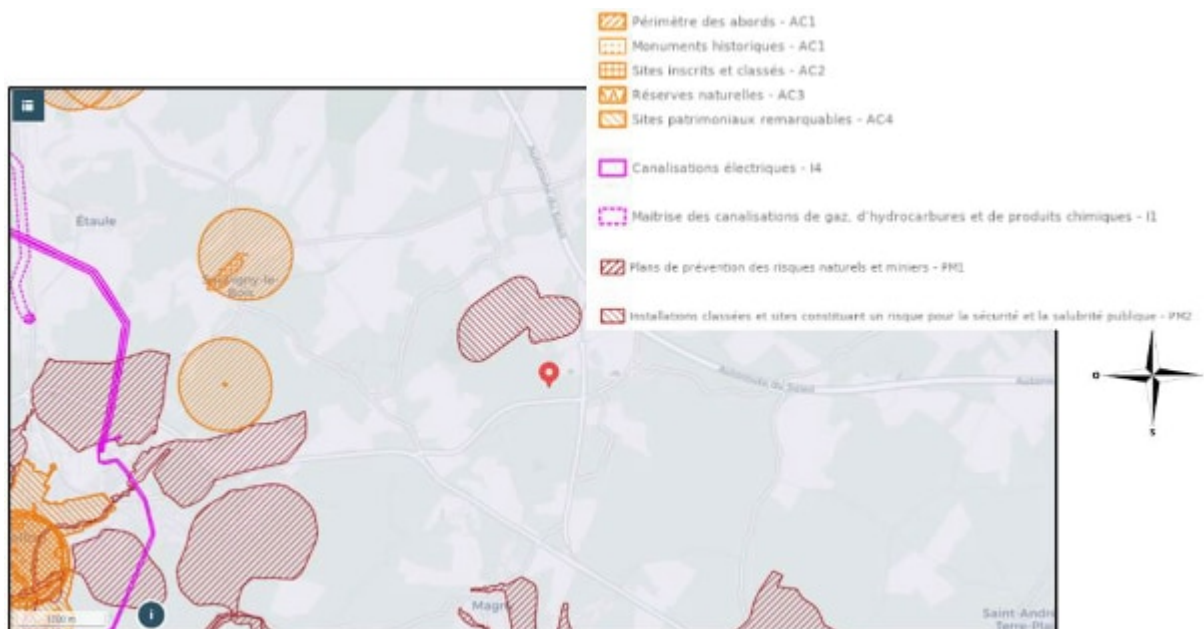 Périmètre des abords - AC1
Monuments historiques - AC1
Sites inscrits et classés - AC2
Réserves naturelles - AC3
Sites patrimoniaux remarquables - AC4
Canalisations électriques - I4
Maîtrise des canalisations de gaz, d'hydrocarbures et de produits chimiques - I1
Plans de prévention des risques naturels et miniers - PM1
Installations classées et sites constituant un risque pour la sécurité et la salubrité publique - PM2
Autoroute du Soleil
Étaule
Autoroute du Soleil
O
S
Magny
i
Saint-André
Terre-Plai